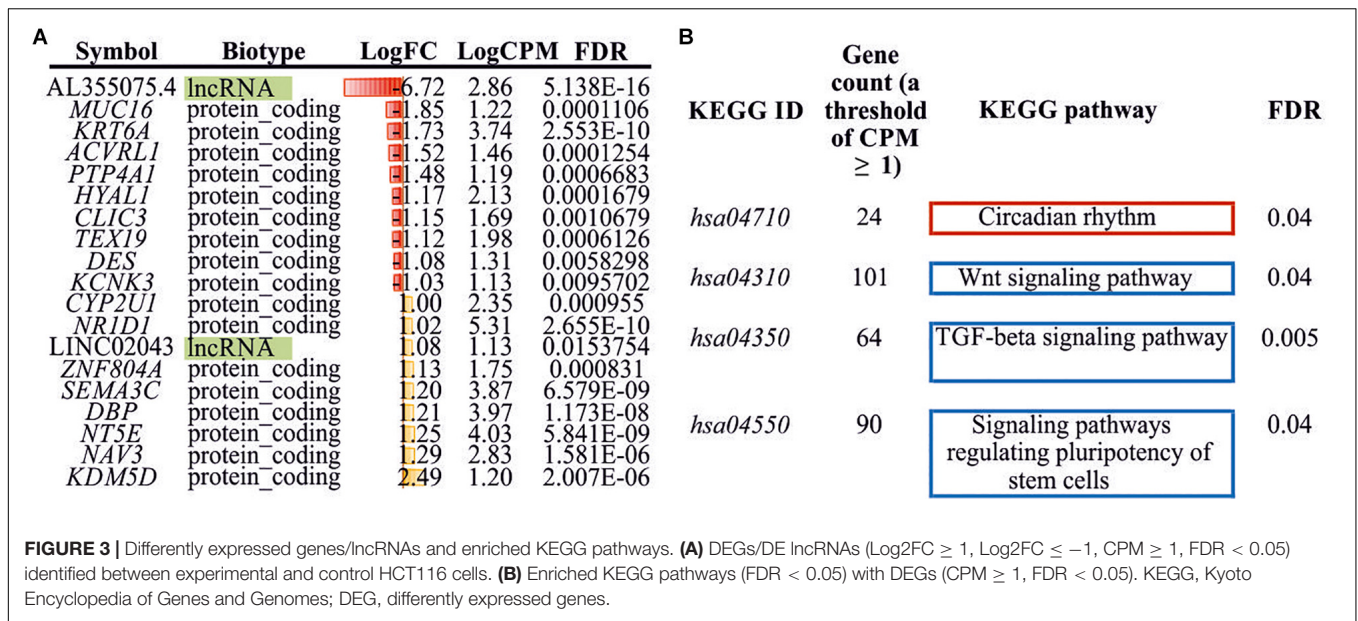 A
Symbol Biotype LogFC LogCPM FDR
AL355075.4 lncRNA -6.72 2.86 5.138E-16
MUC16 protein_coding -1.85 1.22 0.0001106
KRT6A protein_coding -1.73 3.74 2.553E-10
ACVRL1 protein_coding -1.52 1.46 0.0001254
PTP4A1 protein_coding -1.48 1.19 0.0006683
HYAL1 protein_coding -1.17 2.13 0.0001679
CLIC3 protein_coding -1.15 1.69 0.0010679
TEX19 protein_coding -1.12 1.98 0.0006126
DES protein_coding -1.08 1.31 0.0058298
KCNK3 protein_coding -1.03 1.13 0.0095702
CYP2U1 protein_coding 1.00 2.35 0.000955
NR1D1 protein_coding 1.02 5.31 2.655E-10
LINC02043 lncRNA 1.08 1.13 0.0153754
ZNF804A protein_coding 1.13 1.75 0.000831
SEMA3C protein_coding 1.20 3.87 6.579E-09
DBP protein_coding 1.21 3.97 1.173E-08
NT5E protein_coding 1.25 4.03 5.841E-09
NAV3 protein_coding 1.29 2.83 1.581E-06
KDM5D protein_coding 2.49 1.20 2.007E-06
B
KEGG ID
Gene
count (a
threshold
of CPM
≥ 1)
KEGG pathway
FDR
hsa04710 24 Circadian rhythm 0.04
hsa04310 101 Wnt signaling pathway 0.04
hsa04350 64 TGF-beta signaling pathway 0.005
hsa04550 90 Signaling pathways 0.04
regulating pluripotency of
stem cells
FIGURE 3 | Differently expressed genes/lncRNAs and enriched KEGG pathways. (A) DEGs/DE lncRNAs (Log2FC ≥ 1, Log2FC ≤ −1, CPM ≥ 1, FDR < 0.05)
identified between experimental and control HCT116 cells. (B) Enriched KEGG pathways (FDR < 0.05) with DEGs (CPM ≥ 1, FDR < 0.05). KEGG, Kyoto
Encyclopedia of Genes and Genomes; DEG, differently expressed genes.